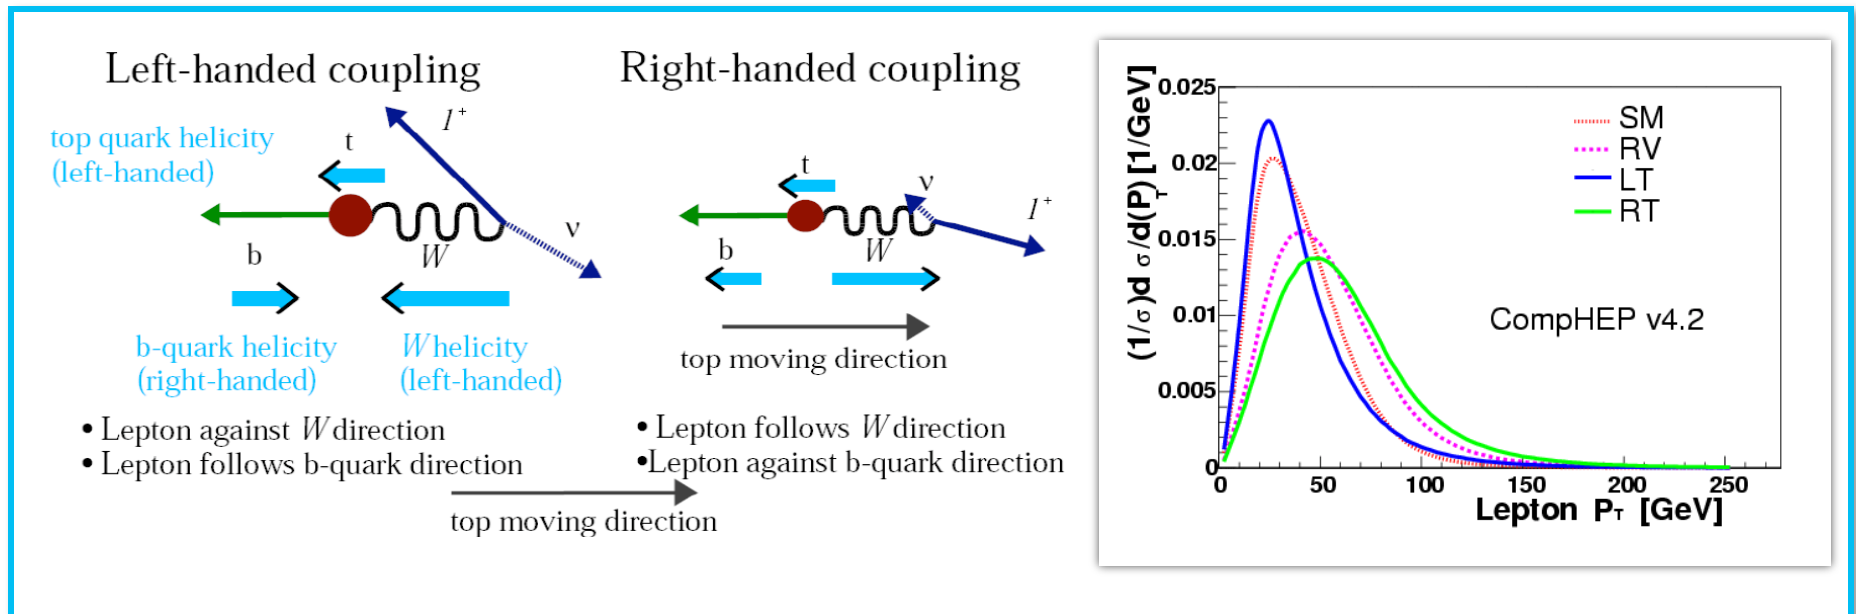 Left-handed coupling
top quark helicity
(left-handed)
t
l+
ν
b
W
b-quark helicity
(right-handed)
W helicity
(left-handed)
• Lepton against W direction
• Lepton follows b-quark direction
top moving direction
Right-handed coupling
t
ν
l+
b
W
top moving direction
• Lepton follows W direction
•Lepton against b-quark direction
(1/σ)d σ/d(PT) [1/GeV]
0.025
0.02
0.015
0.01
0.005
0
SM
RV
LT
RT
CompHEP v4.2
0 50 100 150 200 250
Lepton PT [GeV]